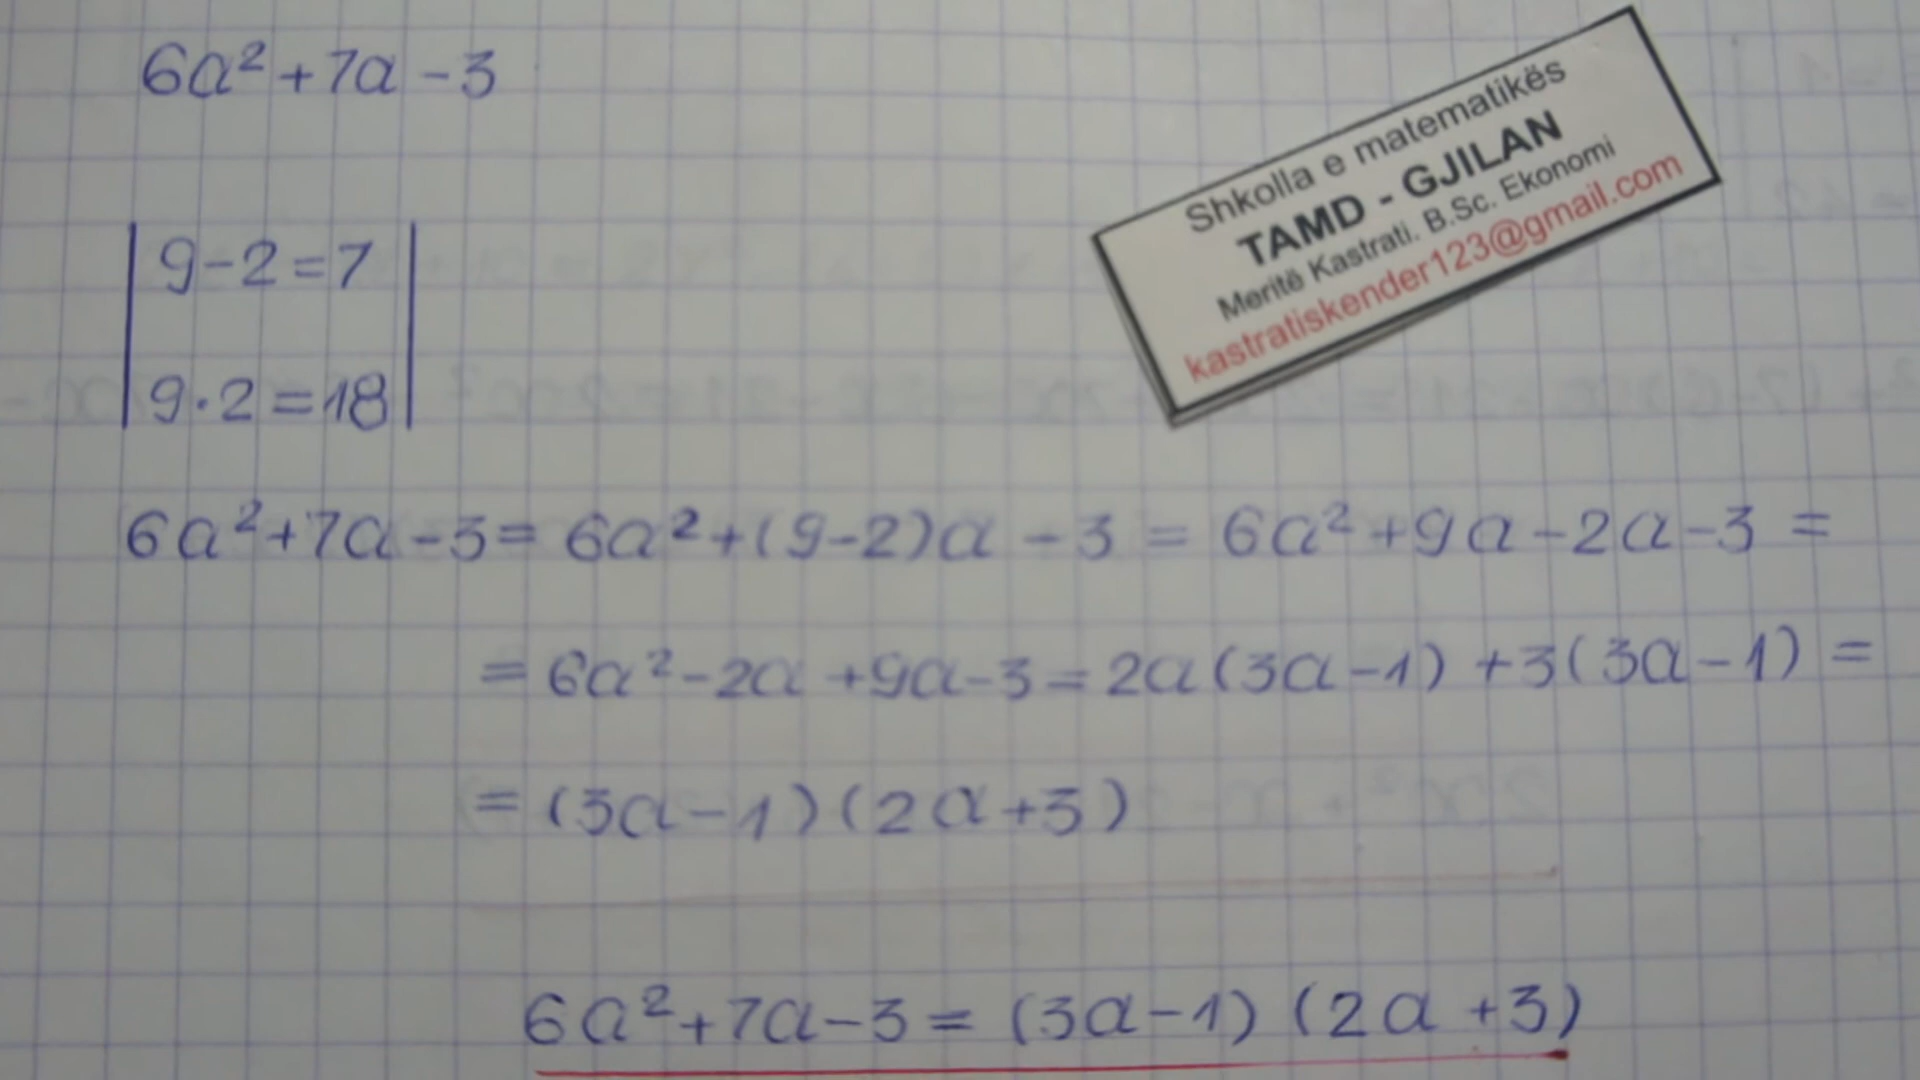 6a²+7a-3
Shkolla e matematikës
TAMD - GJILAN
Meritë Kastrati. B.Sc. Ekonomi
kastratiskender123@gmail.com
9-2=7
9·2=18
6a²+7a-3= 6a²+(9-2)a-3 = 6a²+9a-2a-3 =
= 6a²-2a+9a-3=2a(3a-1)+3(3a-1) =
= (3a-1)(2a+3)
6a²+7a-3 = (3a-1) (2a+3)